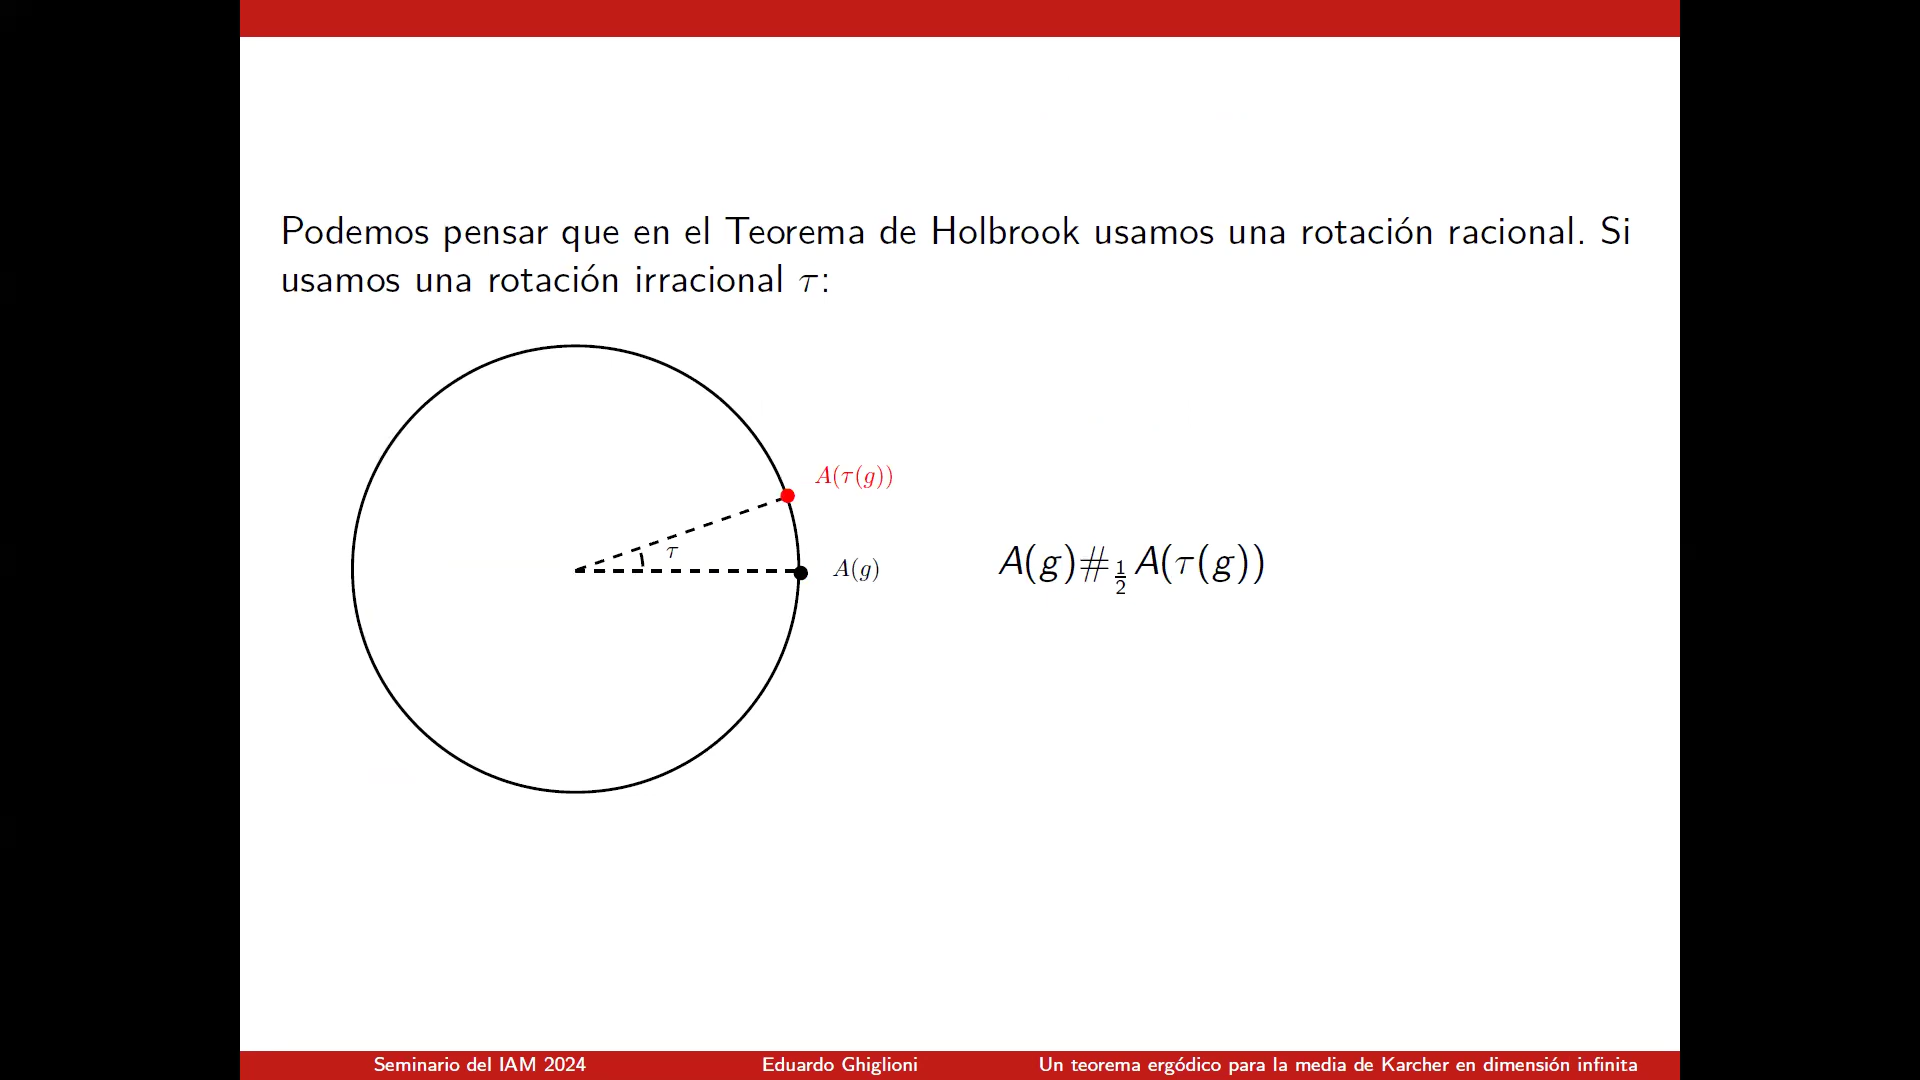 Podemos pensar que en el Teorema de Holbrook usamos una rotación racional. Si
usamos una rotación irracional τ:
A(τ(g))
τ
A(g)
A(g)#_{1/2}A(τ(g))
Seminario del IAM 2024
Eduardo Ghiglioni
Un teorema ergódico para la media de Karcher en dimensión infinita